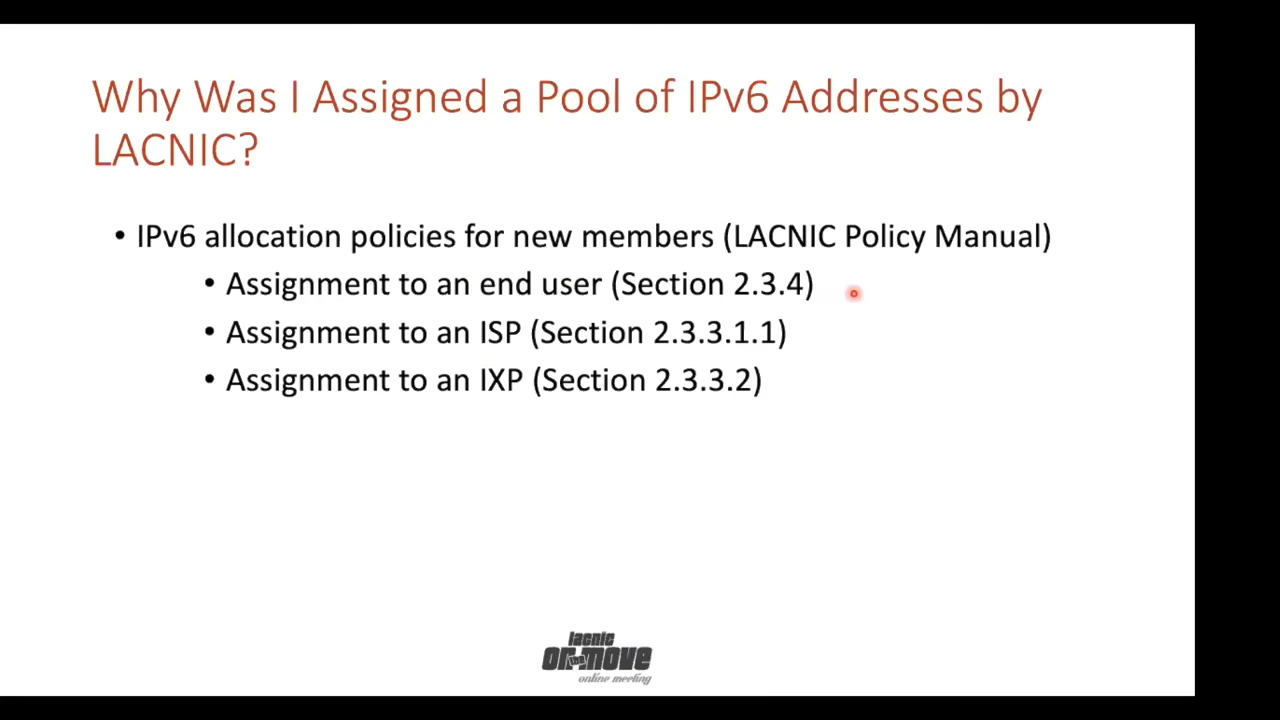 Why Was I Assigned a Pool of IPv6 Addresses by
LACNIC?
• IPv6 allocation policies for new members (LACNIC Policy Manual)
• Assignment to an end user (Section 2.3.4)
• Assignment to an ISP (Section 2.3.3.1.1)
• Assignment to an IXP (Section 2.3.3.2)
lacnic
on the move
online meeting